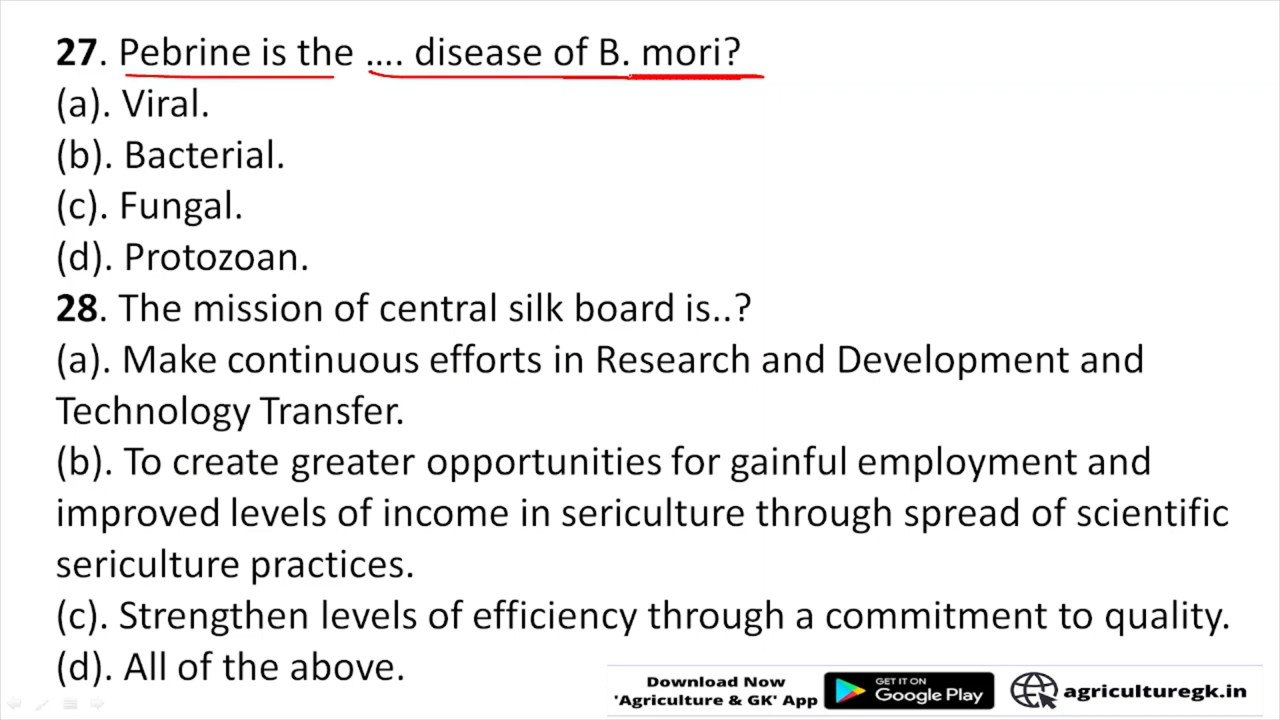 27. Pebrine is the .... disease of B. mori?
(a). Viral.
(b). Bacterial.
(c). Fungal.
(d). Protozoan.
28. The mission of central silk board is..?
(a). Make continuous efforts in Research and Development and
Technology Transfer.
(b). To create greater opportunities for gainful employment and
improved levels of income in sericulture through spread of scientific
sericulture practices.
(c). Strengthen levels of efficiency through a commitment to quality.
(d). All of the above.
Download Now
'Agriculture & GK' App
GET IT ON
Google Play
agriculturegk.in